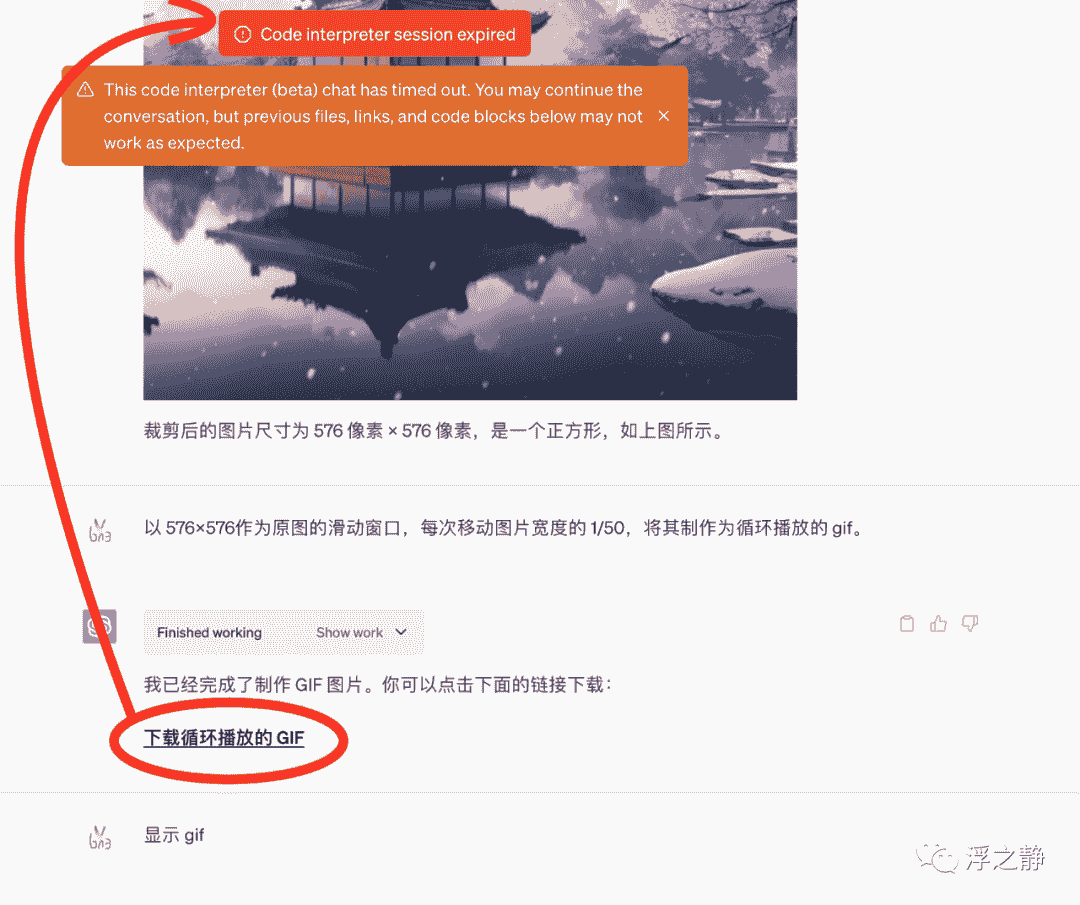 Code interpreter session expired
This code interpreter (beta) chat has timed out. You may continue the
conversation, but previous files, links, and code blocks below may not
work as expected.
裁剪后的图片尺寸为 576 像素 × 576 像素，是一个正方形，如上图所示。
以 576×576作为原图的滑动窗口，每次移动图片宽度的 1/50，将其制作为循环播放的 gif。
Finished working Show work
我已经完成了制作 GIF 图片。你可以点击下面的链接下载：
下载循环播放的 GIF
显示 gif
浮之静